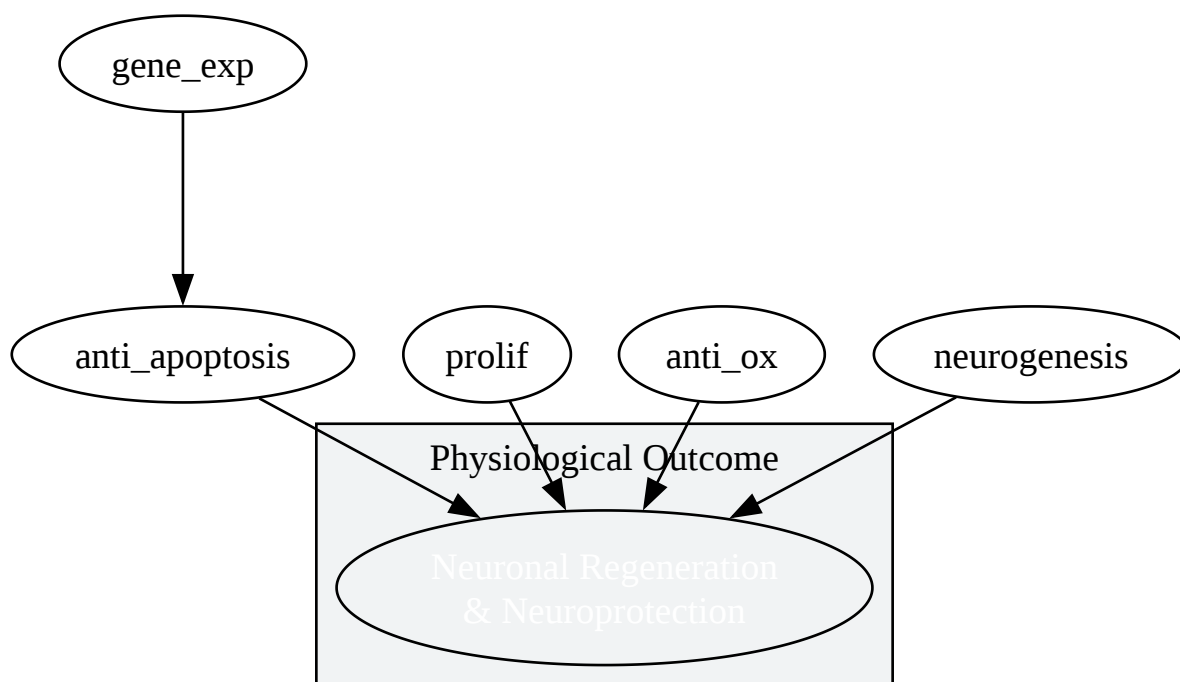 gene_exp
anti_apoptosis
prolif
anti_ox
neurogenesis
Physiological Outcome
Neuronal Regeneration
& Neuroprotection